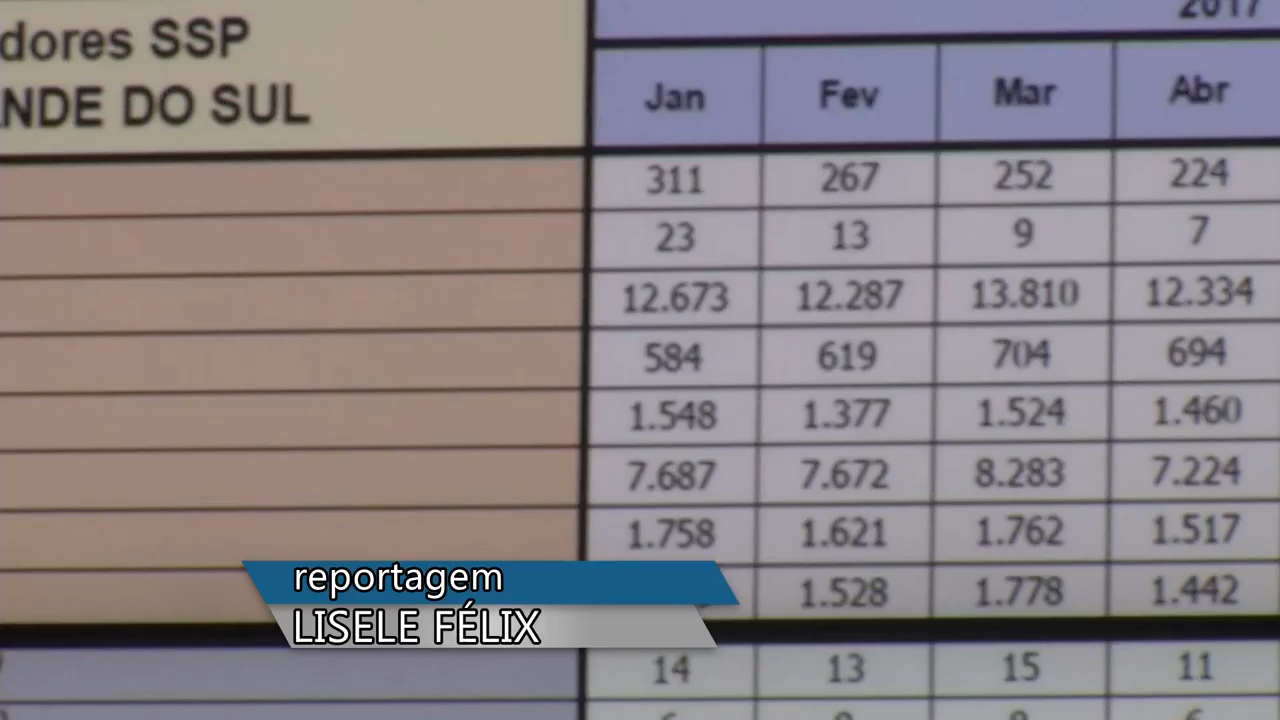 dores SSP
NDE DO SUL
2017
Jan Fev Mar Abr
311 267 252 224
23 13 9 7
12.673 12.287 13.810 12.334
584 619 704 694
1.548 1.377 1.524 1.460
7.687 7.672 8.283 7.224
1.758 1.621 1.762 1.517
1.528 1.778 1.442
14 13 15 11
reportagem
LISELE FÉLIX